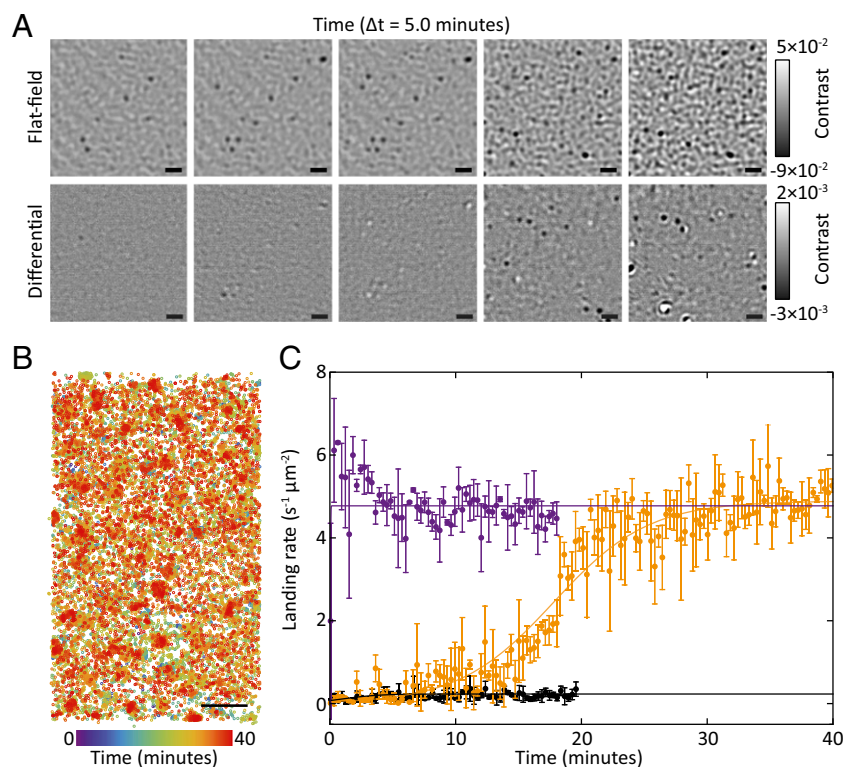 A
Time (Δt = 5.0 minutes)
Flat-field
5×10⁻²
Contrast
-9×10⁻²
Differential
2×10⁻³
Contrast
-3×10⁻³
B
0
40
Time (minutes)
C
8
6
4
2
0
Landing rate (s⁻¹ μm⁻²)
0
10
20
30
40
Time (minutes)